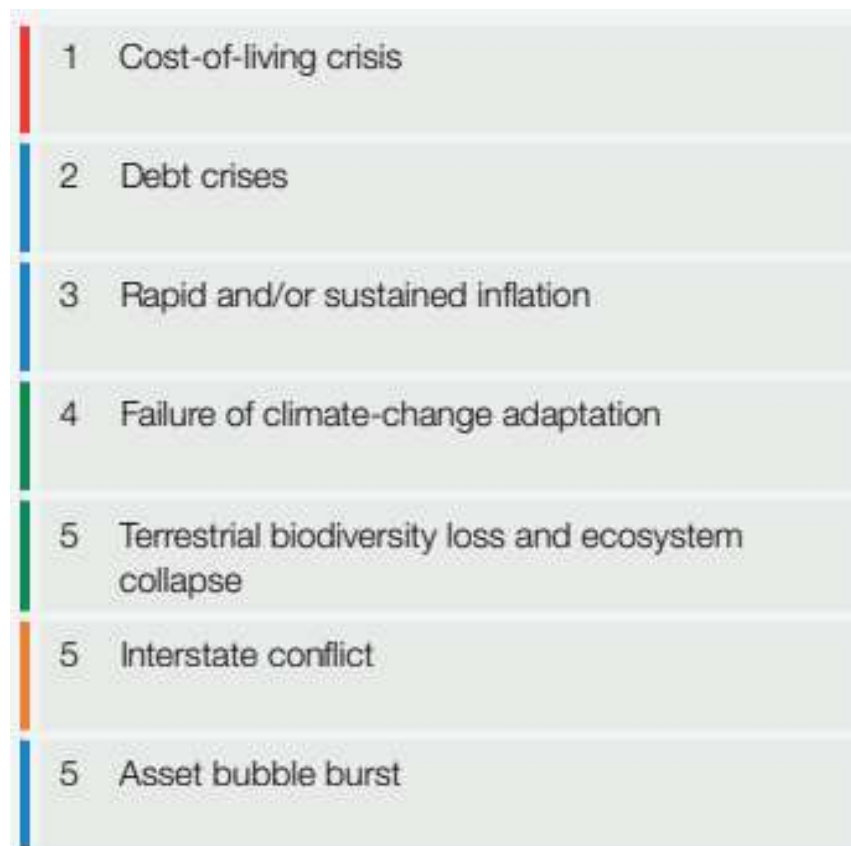 1 Cost-of-living crisis
2 Debt crises
3 Rapid and/or sustained inflation
4 Failure of climate-change adaptation
5 Terrestrial biodiversity loss and ecosystem
collapse
5 Interstate conflict
5 Asset bubble burst